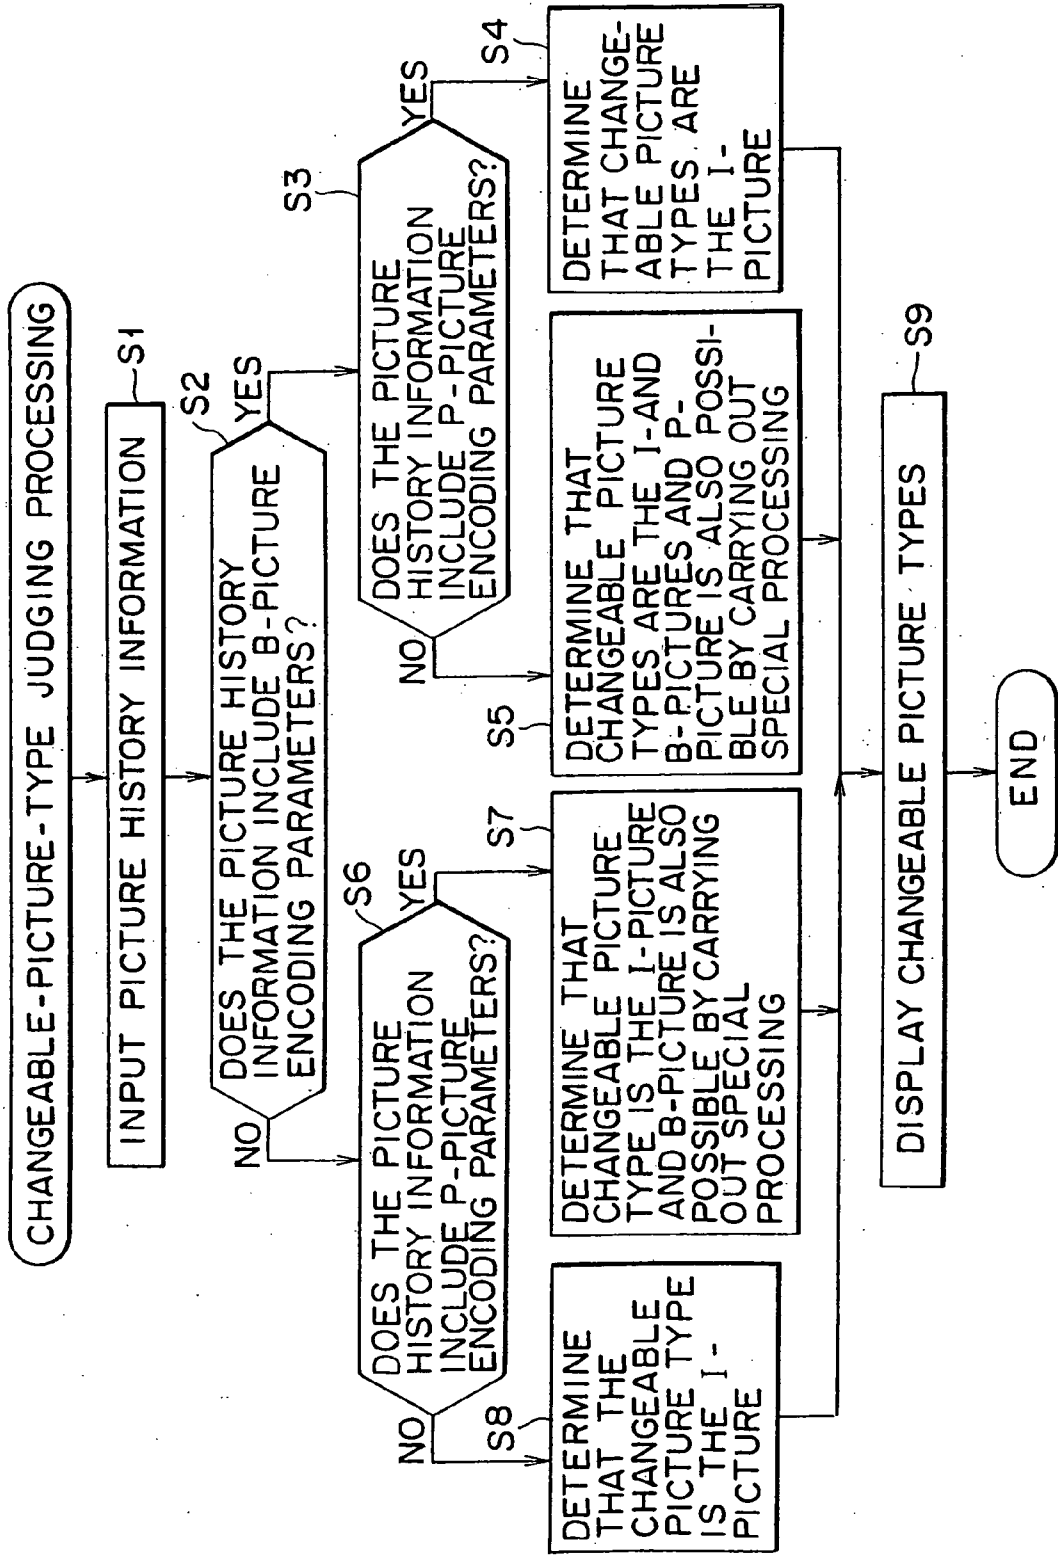 CHANGEABLE-PICTURE-TYPE JUDGING PROCESSING
INPUT PICTURE HISTORY INFORMATION
S1
DOES THE PICTURE HISTORY
INFORMATION INCLUDE B-PICTURE
ENCODING PARAMETERS?
S2
NO
YES
DOES THE PICTURE
HISTORY INFORMATION
INCLUDE P-PICTURE
ENCODING PARAMETERS?
S6
NO
YES
DOES THE PICTURE
HISTORY INFORMATION
INCLUDE P-PICTURE
ENCODING PARAMETERS?
S3
NO
YES
S8
DETERMINE
THAT THE
CHANGEABLE
PICTURE TYPE
IS THE I-
PICTURE
S7
DETERMINE THAT
CHANGEABLE PICTURE
TYPE IS THE I-PICTURE
AND B-PICTURE IS ALSO
POSSIBLE BY CARRYING
OUT SPECIAL
PROCESSING
S5
DETERMINE THAT
CHANGEABLE PICTURE
TYPES ARE THE I-AND
B-PICTURES AND P-
PICTURE IS ALSO POSSI-
BLE BY CARRYING OUT
SPECIAL PROCESSING
S4
DETERMINE
THAT CHANGE-
ABLE PICTURE
TYPES. ARE
THE I-
PICTURE
DISPLAY CHANGEABLE PICTURE TYPES
S9
END